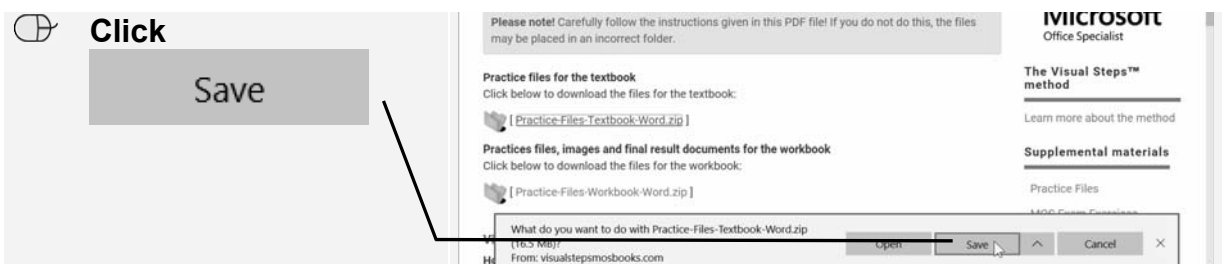 Click
Save
Please note! Carefully follow the instructions given in this PDF file! If you do not do this, the files
may be placed in an incorrect folder.
Practice files for the textbook
Click below to download the files for the textbook:
[ Practice-Files-Textbook-Word.zip ]
Practices files, images and final result documents for the workbook
Click below to download the files for the workbook:
[ Practice-Files-Workbook-Word.zip ]
What do you want to do with Practice-Files-Textbook-Word.zip
(16.5 MB)?
From: visualstepsmosbooks.com
Open
Save
Cancel
Microsoft
Office Specialist
The Visual Steps™
method
Learn more about the method
Supplemental materials
Practice Files
MOS Exam Exercises